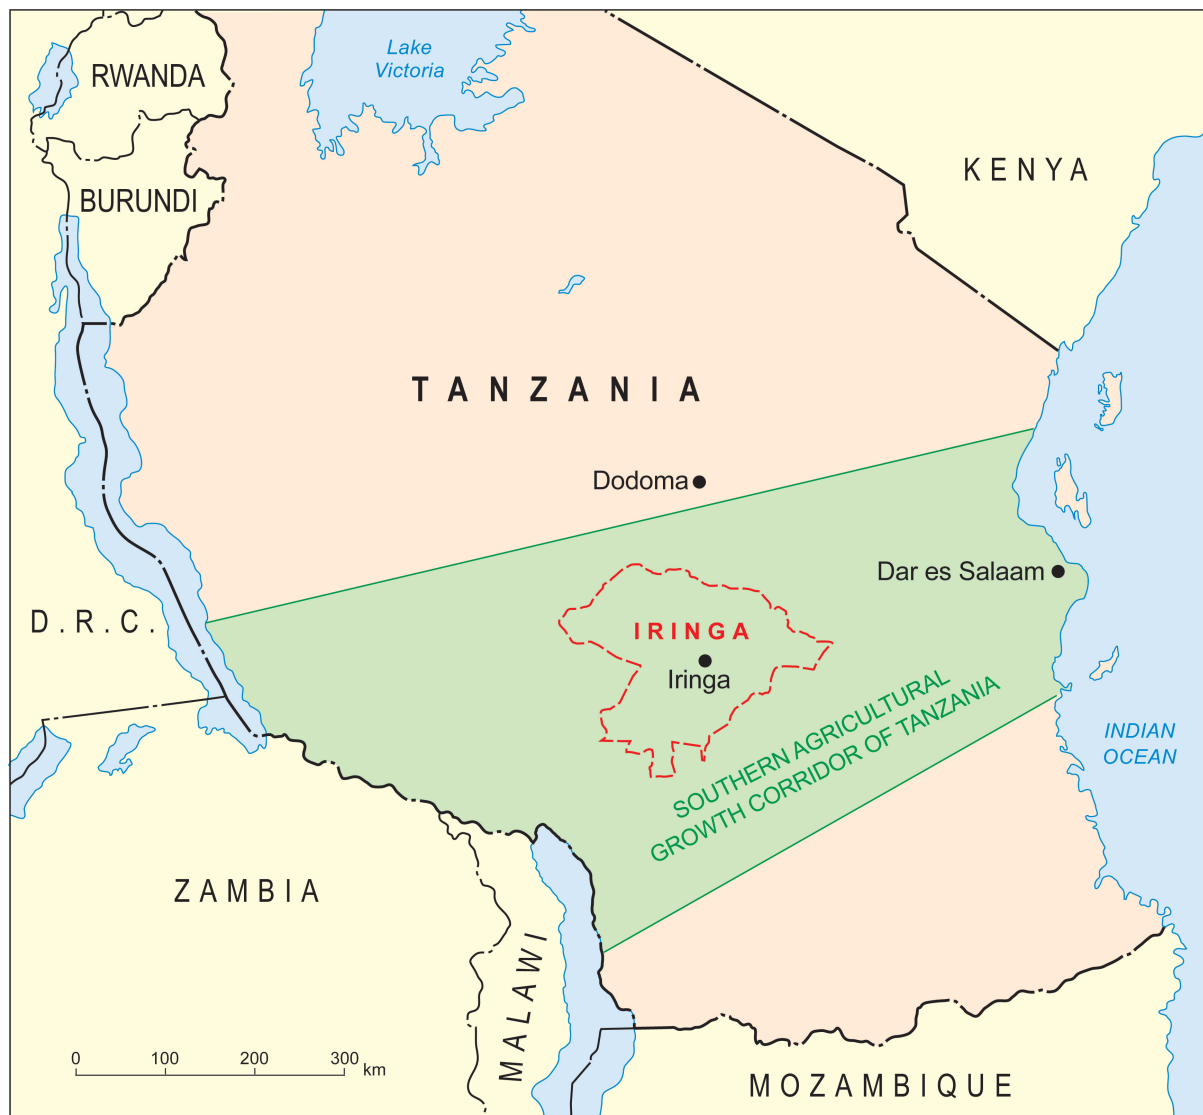 Lake
Victoria
RWANDA
KENYA
BURUNDI
TANZANIA
Dodoma
Dar es Salaam
D.R.C.
IRINGA
Iringa
SOUTHERN AGRICULTURAL
GROWTH CORRIDOR OF TANZANIA
INDIAN
OCEAN
ZAMBIA
MALAWI
0 100 200 300
km
MOZAMBIQUE